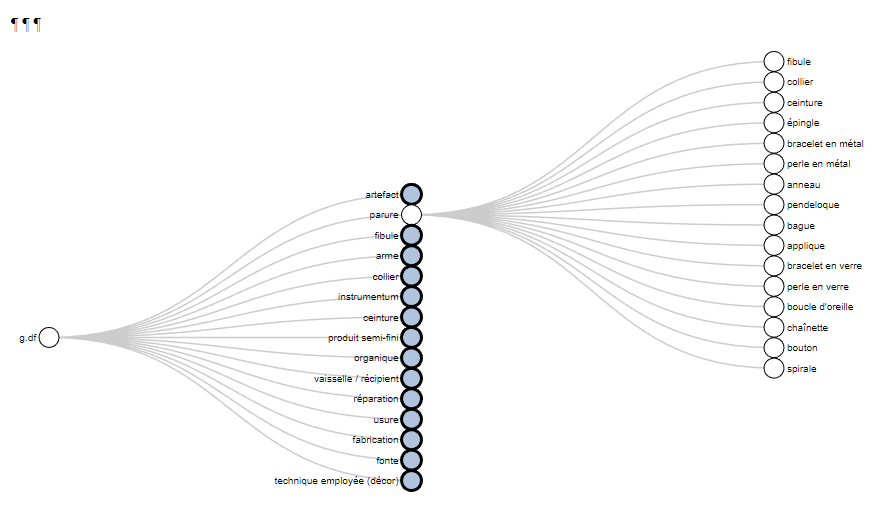 ¶ ¶ ¶
g.df
artefact
parure
fibule
arme
collier
instrumentum
ceinture
produit semi-fini
organique
vaisselle / récipient
réparation
usure
fabrication
fonte
technique employée (décor)
fibule
collier
ceinture
épingle
bracelet en métal
perle en métal
anneau
pendeloque
bague
applique
bracelet en verre
perle en verre
boucle d'oreille
chaînette
bouton
spirale